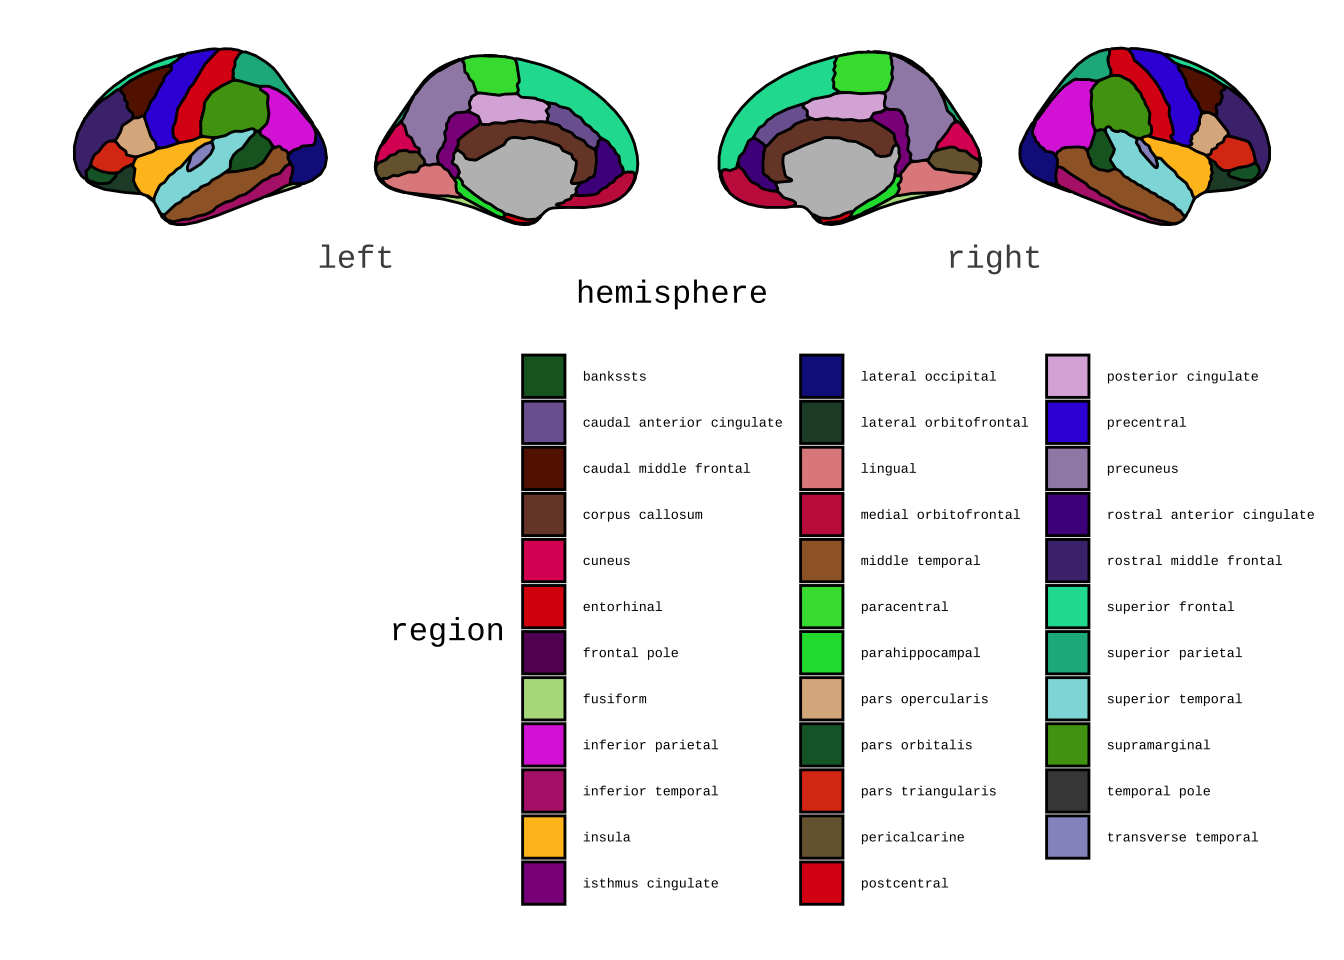 left
right
hemisphere
region
bankssts
caudal anterior cingulate
caudal middle frontal
corpus callosum
cuneus
entorhinal
frontal pole
fusiform
inferior parietal
inferior temporal
insula
isthmus cingulate
lateral occipital
lateral orbitofrontal
lingual
medial orbitofrontal
middle temporal
paracentral
parahippocampal
pars opercularis
pars orbitalis
pars triangularis
pericalcarine
postcentral
posterior cingulate
precentral
precuneus
rostral anterior cingulate
rostral middle frontal
superior frontal
superior parietal
superior temporal
supramarginal
temporal pole
transverse temporal